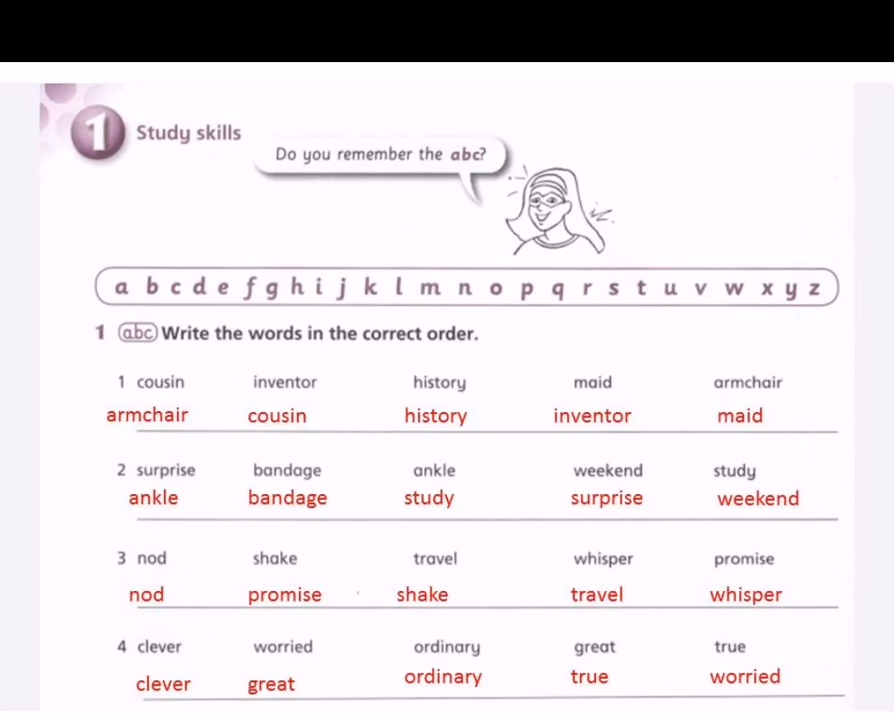 1 Study skills
Do you remember the abc?
a b c d e f g h i j k l m n o p q r s t u v w x y z
1 abc Write the words in the correct order.
1 cousin inventor history maid armchair
armchair cousin history inventor maid
2 surprise bandage ankle weekend study
ankle bandage study surprise weekend
3 nod shake travel whisper promise
nod promise shake travel whisper
4 clever worried ordinary great true
clever great ordinary true worried